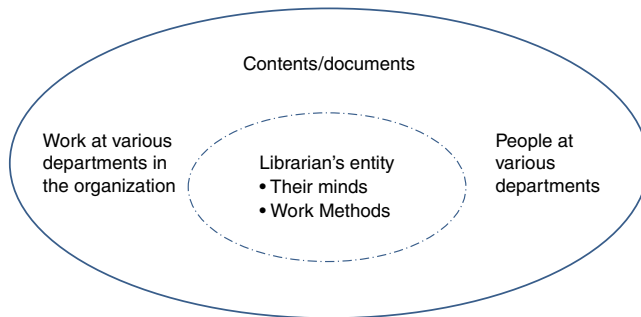 Contents/documents
Work at various
departments in
the organization
Librarian’s entity
• Their minds
• Work Methods
People at
various
departments